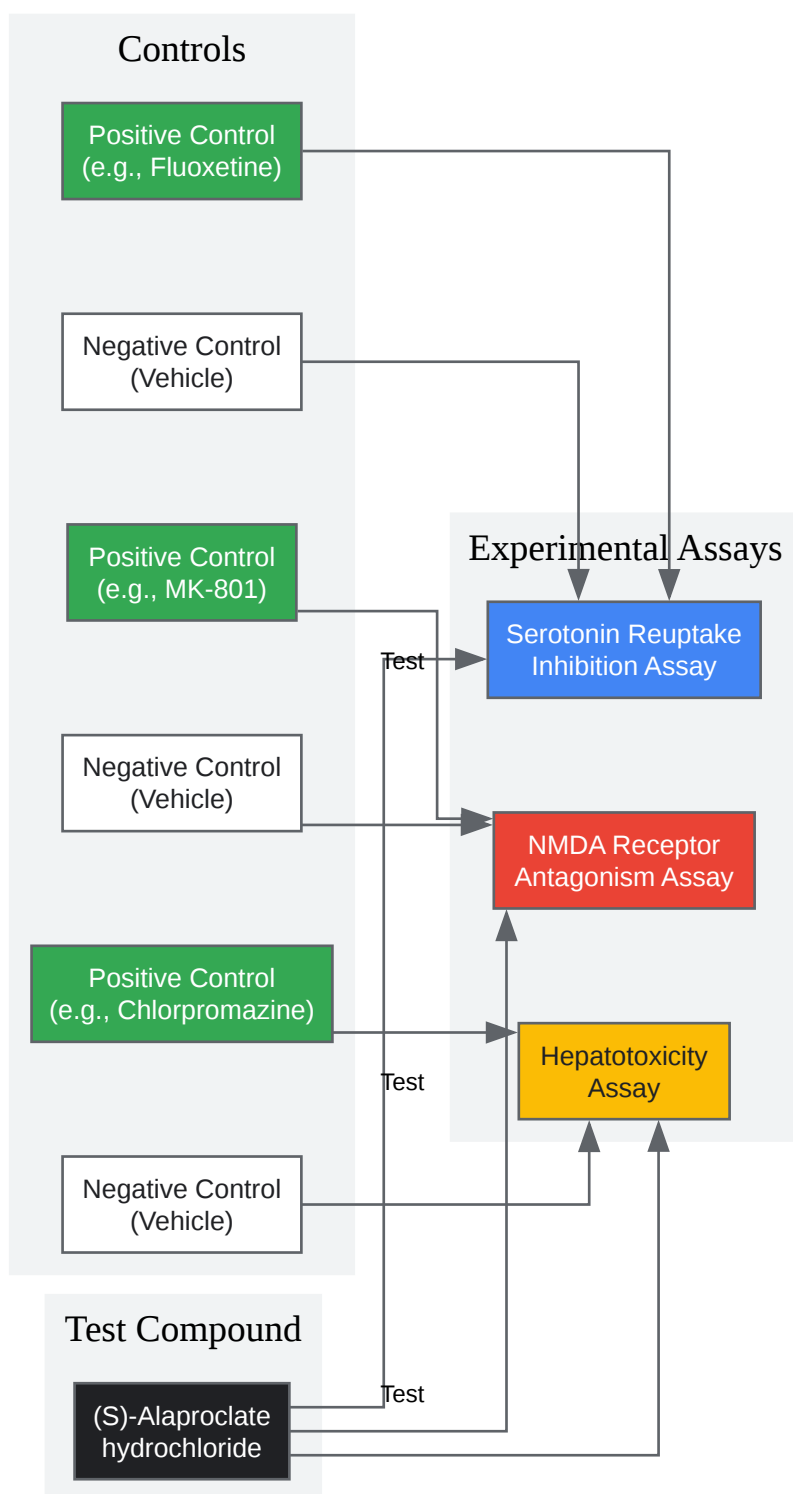 Controls
Positive Control
(e.g., Fluoxetine)
Negative Control
(Vehicle)
Positive Control
(e.g., MK-801)
Negative Control
(Vehicle)
Positive Control
(e.g., Chlorpromazine)
Negative Control
(Vehicle)
Experimental Assays
Serotonin Reuptake
Inhibition Assay
NMDA Receptor
Antagonism Assay
Hepatotoxicity
Assay
Test
Test
Test
Test Compound
(S)-Alaproclate
hydrochloride